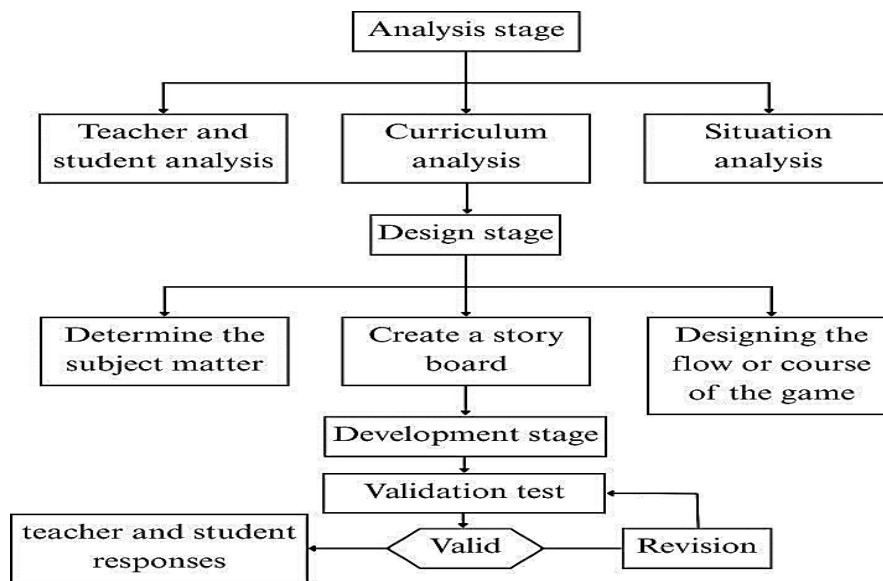 Analysis stage
Teacher and
student analysis
Curriculum
analysis
Situation
analysis
Design stage
Determine the
subject matter
Create a story
board
Designing the
flow or course
of the game
Development stage
Validation test
teacher and student
responses
Valid
Revision